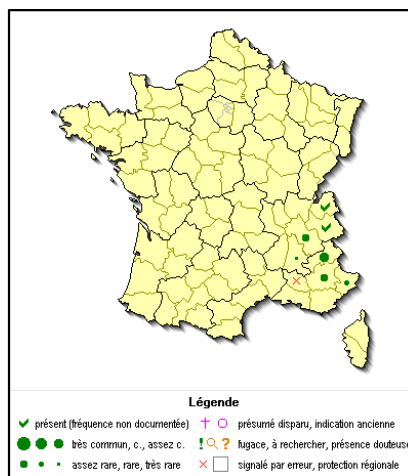 Légende
présent (fréquence non documentée) présumé disparu, indication ancienne
très commun, c., assez c. fugace, à rechercher, présence douteuse
assez rare, rare, très rare signalé par erreur, protection régionale